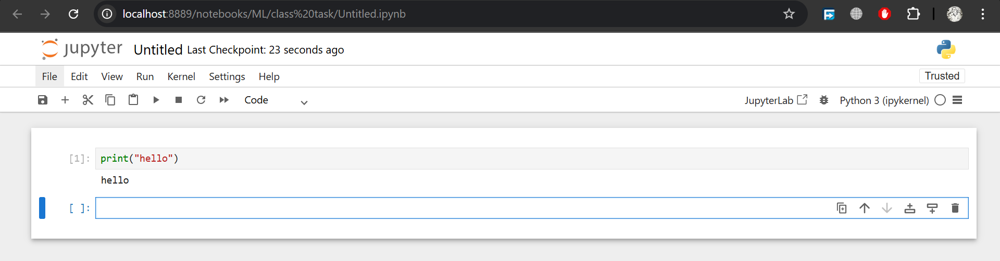 localhost:8889/notebooks/ML/class%20task/Untitled.ipynb
jupyter Untitled Last Checkpoint: 23 seconds ago
File Edit View Run Kernel Settings Help Trusted
Code JupyterLab Python 3 (ipykernel)
[1]: print("hello")
hello
[ ]: